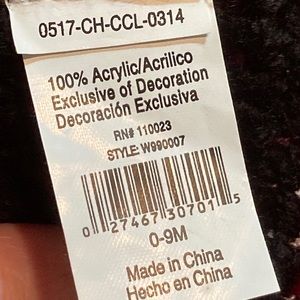 0517-CH-CCL-0314
100% Acrylic/Acrilico
Exclusive of Decoration
Decoración Exclusiva
RN# 110023
STYLE: W990007
0 27467 30701 5
0-9M
Made in China
Hecho en China